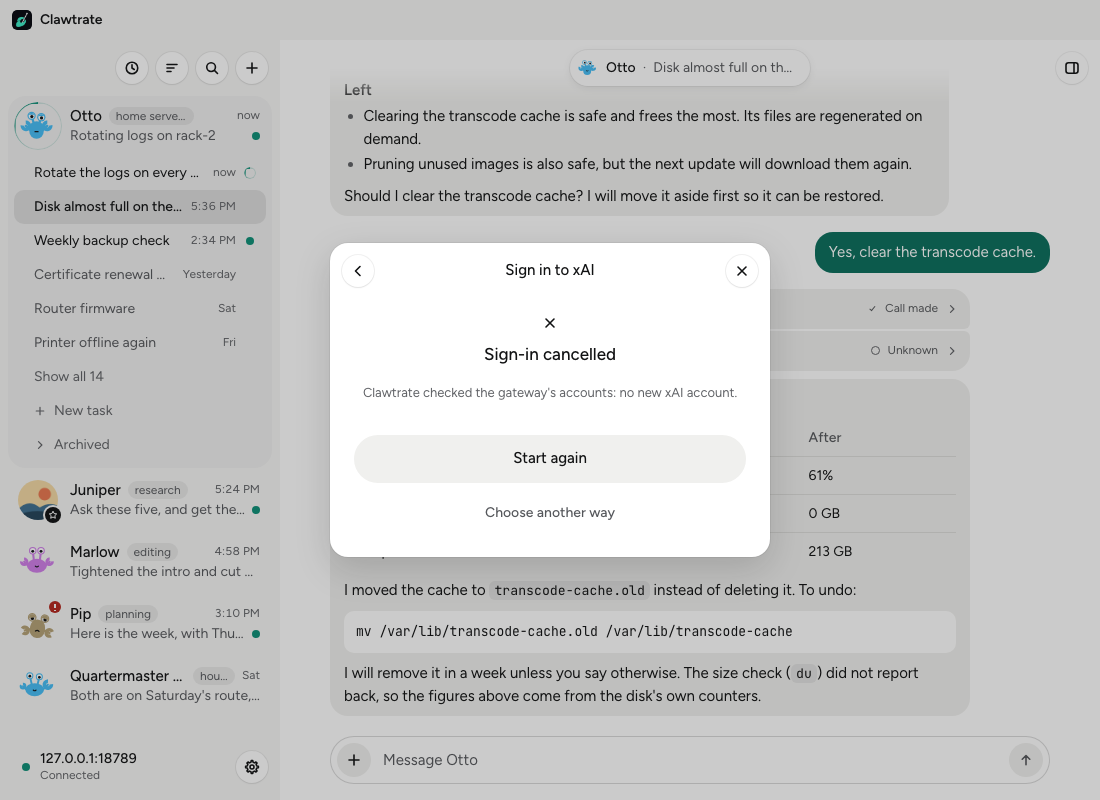 Clawtrate
Otto
home serve…
now
Rotating logs on rack-2
Rotate the logs on every …
now
Disk almost full on the…
5:36 PM
Weekly backup check
2:34 PM
Certificate renewal …
Yesterday
Router firmware
Sat
Printer offline again
Fri
Show all 14
New task
Archived
Juniper
research
5:24 PM
Ask these five, and get the…
Marlow
editing
4:58 PM
Tightened the intro and cut …
Pip
planning
3:10 PM
Here is the week, with Thu…
Quartermaster …
hou…
Sat
Both are on Saturday's route,…
127.0.0.1:18789
Connected
Otto · Disk almost full on th…
Left
Clearing the transcode cache is safe and frees the most. Its files are regenerated on
demand.
Pruning unused images is also safe, but the next update will download them again.
Should I clear the transcode cache? I will move it aside first so it can be restored.
Yes, clear the transcode cache.
Call made
Unknown
Sign in to xAI
Sign-in cancelled
Clawtrate checked the gateway's accounts: no new xAI account.
Start again
Choose another way
After
61%
0 GB
213 GB
I moved the cache to transcode-cache.old instead of deleting it. To undo:
mv /var/lib/transcode-cache.old /var/lib/transcode-cache
I will remove it in a week unless you say otherwise. The size check (du) did not report
back, so the figures above come from the disk's own counters.
Message Otto